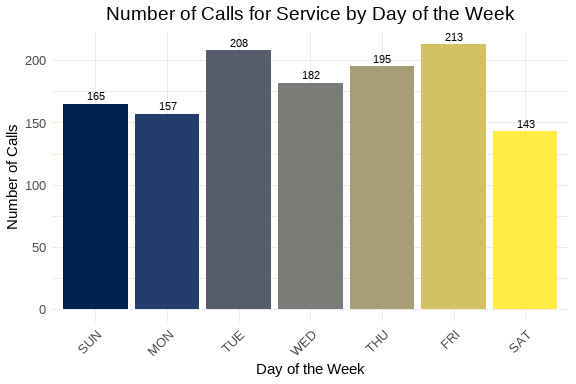 Number of Calls for Service by Day of the Week
Number of Calls
200
150
100
50
0
165
157
208
182
195
213
143
SUN
MON
TUE
WED
THU
FRI
SAT
Day of the Week